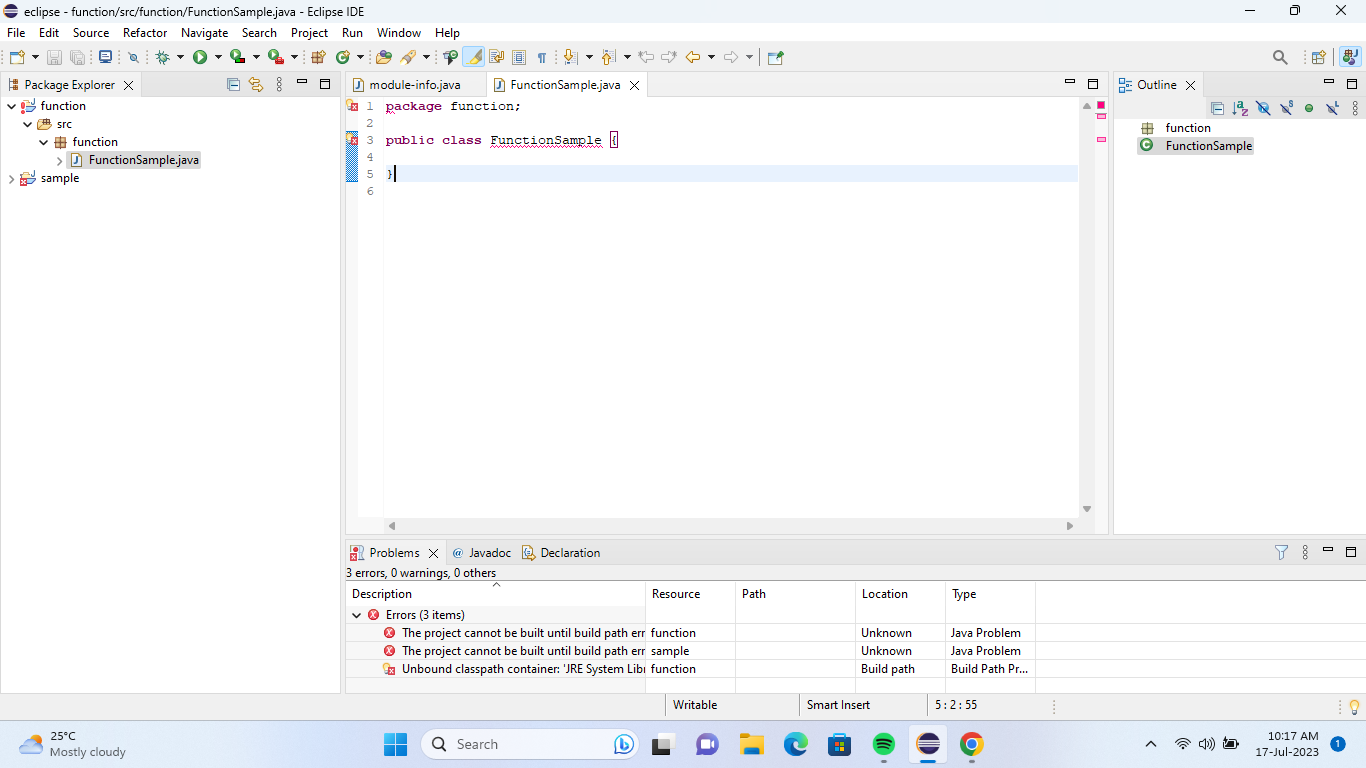 eclipse - function/src/function/FunctionSample.java - Eclipse IDE
File Edit Source Refactor Navigate Search Project Run Window Help
Package Explorer
function
src
function
FunctionSample.java
sample
module-info.java FunctionSample.java
1 package function;
2
3 public class FunctionSample {
4
5 }
6
Outline
function
FunctionSample
Problems @ Javadoc Declaration
3 errors, 0 warnings, 0 others
Description Resource Path Location Type
Errors (3 items)
The project cannot be built until build path err function Unknown Java Problem
The project cannot be built until build path err sample Unknown Java Problem
Unbound classpath container: 'JRE System Libr function Build path Build Path Pr...
Writable Smart Insert 5 : 2 : 55
25°C
Mostly cloudy
Search
10:17 AM
17-Jul-2023
1